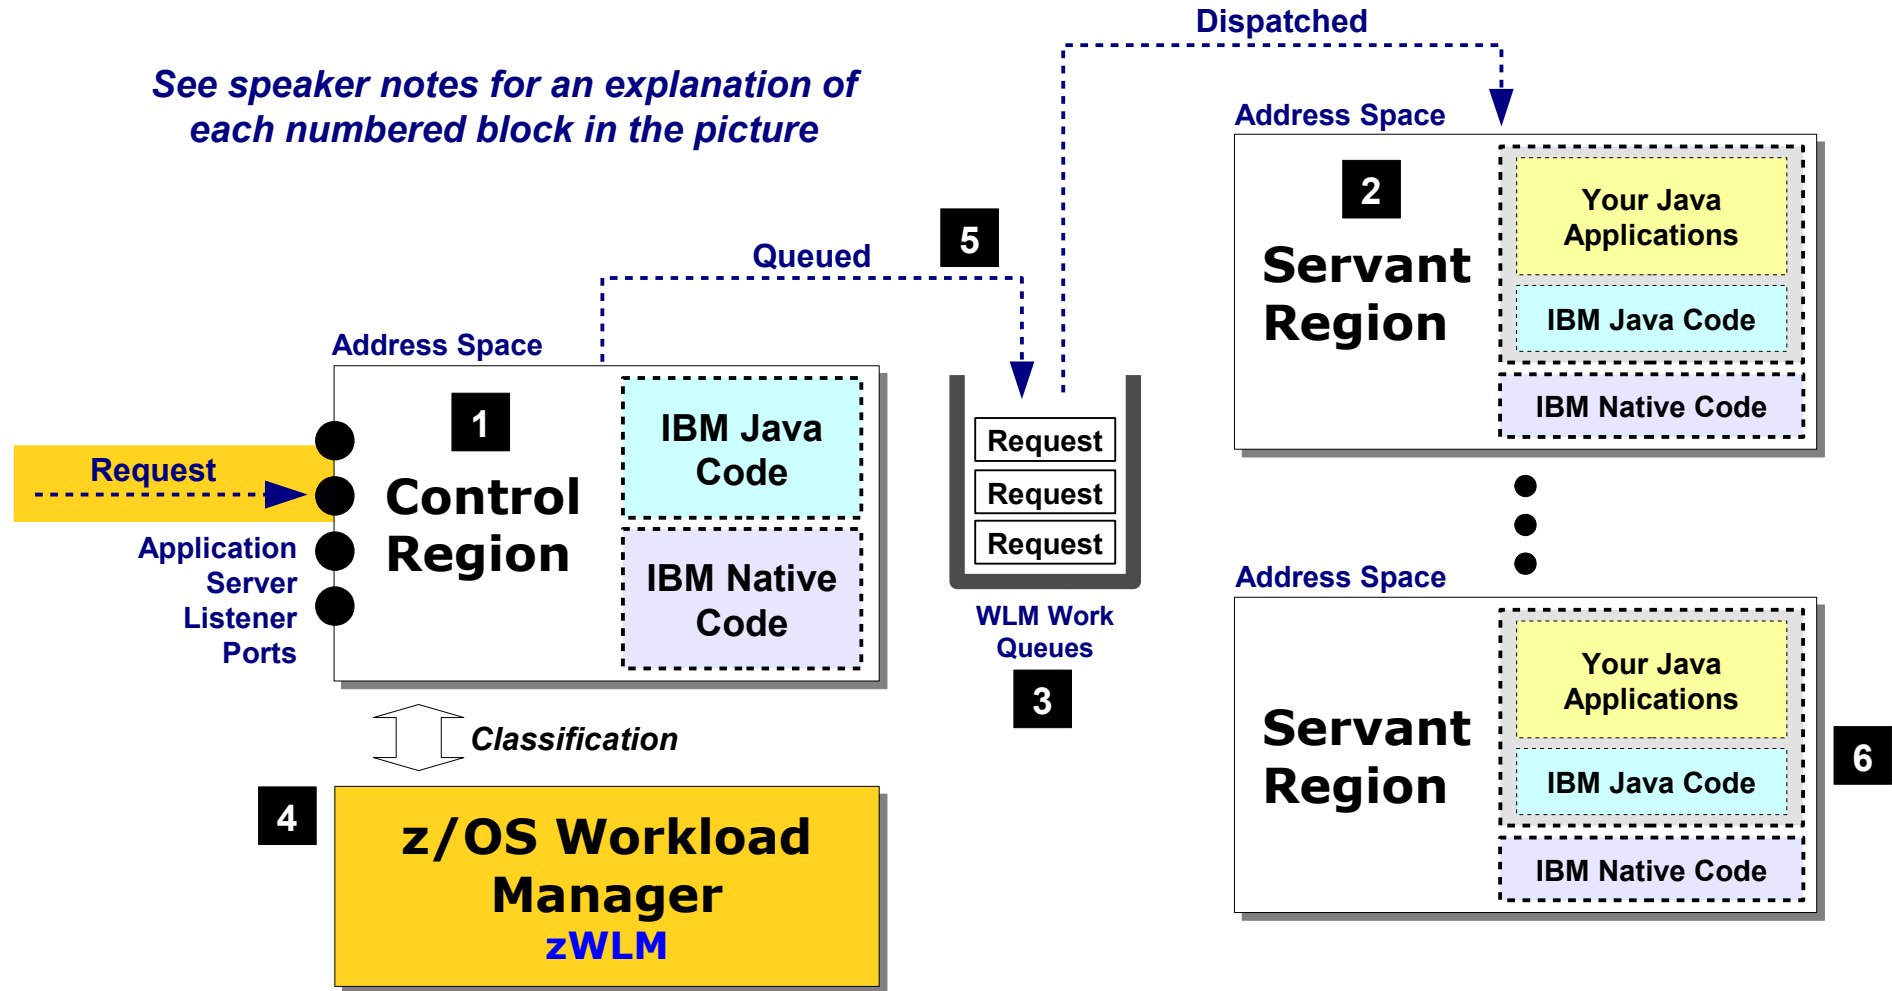 Dispatched
See speaker notes for an explanation of
each numbered block in the picture
Address Space
2
Servant
Region
Your Java
Applications
IBM Java Code
IBM Native Code
5
Queued
Address Space
1
Control
Region
IBM Java
Code
IBM Native
Code
Request
Application
Server
Listener
Ports
Request
Request
Request
WLM Work
Queues
3
Address Space
Servant
Region
Your Java
Applications
IBM Java Code
IBM Native Code
6
Classification
4
z/OS Workload
Manager
zWLM